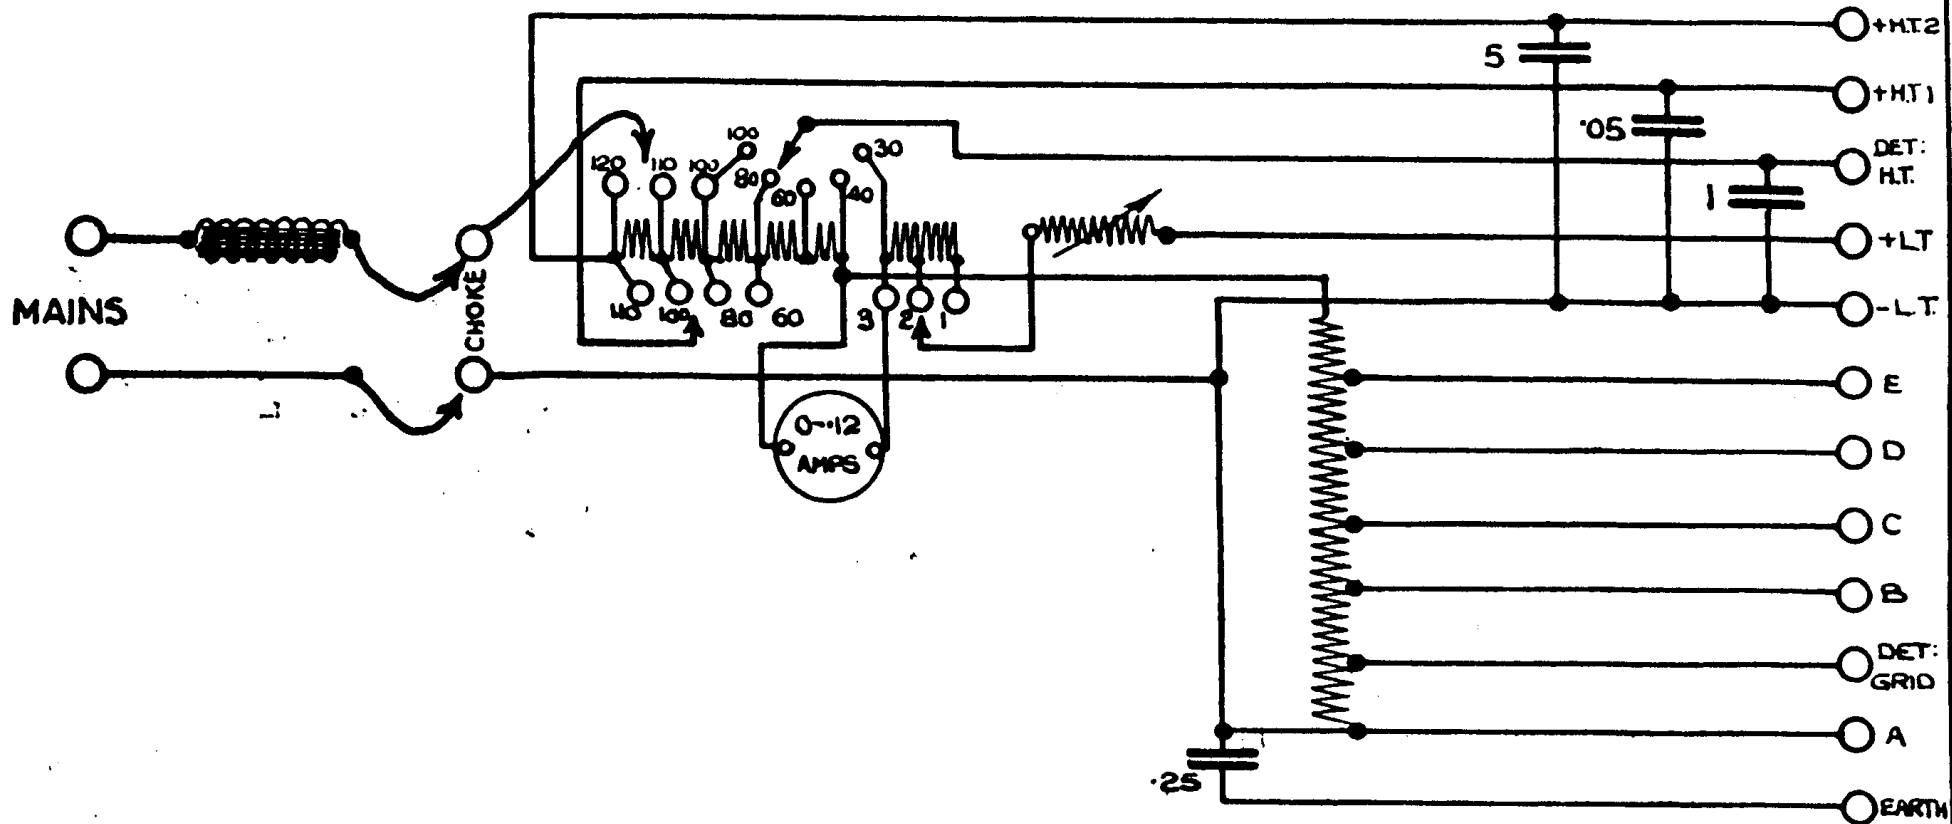 +H.T.2
5
+H.T 1
.05
DET:
H.T.
1
+LT
-L.T.
120
110
100
100
80
60
40
30
110
100
80
60
3
2
1
MAINS
CHOKE
0-.12
AMPS
E
D
C
B
DET:
GRID
A
.25
EARTH